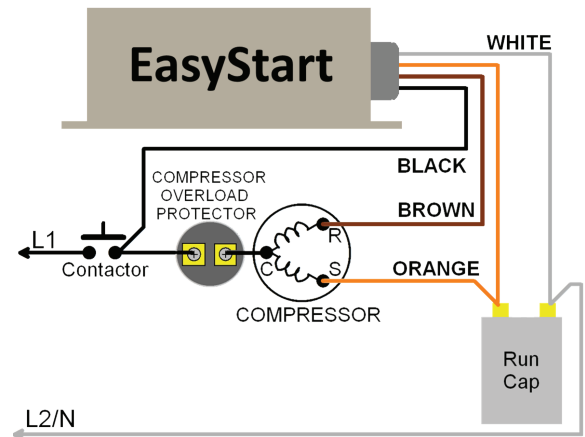 EasyStart
WHITE
BLACK
COMPRESSOR
OVERLOAD
PROTECTOR
BROWN
L1
Contactor
R
C
S
ORANGE
COMPRESSOR
Run
Cap
L2/N